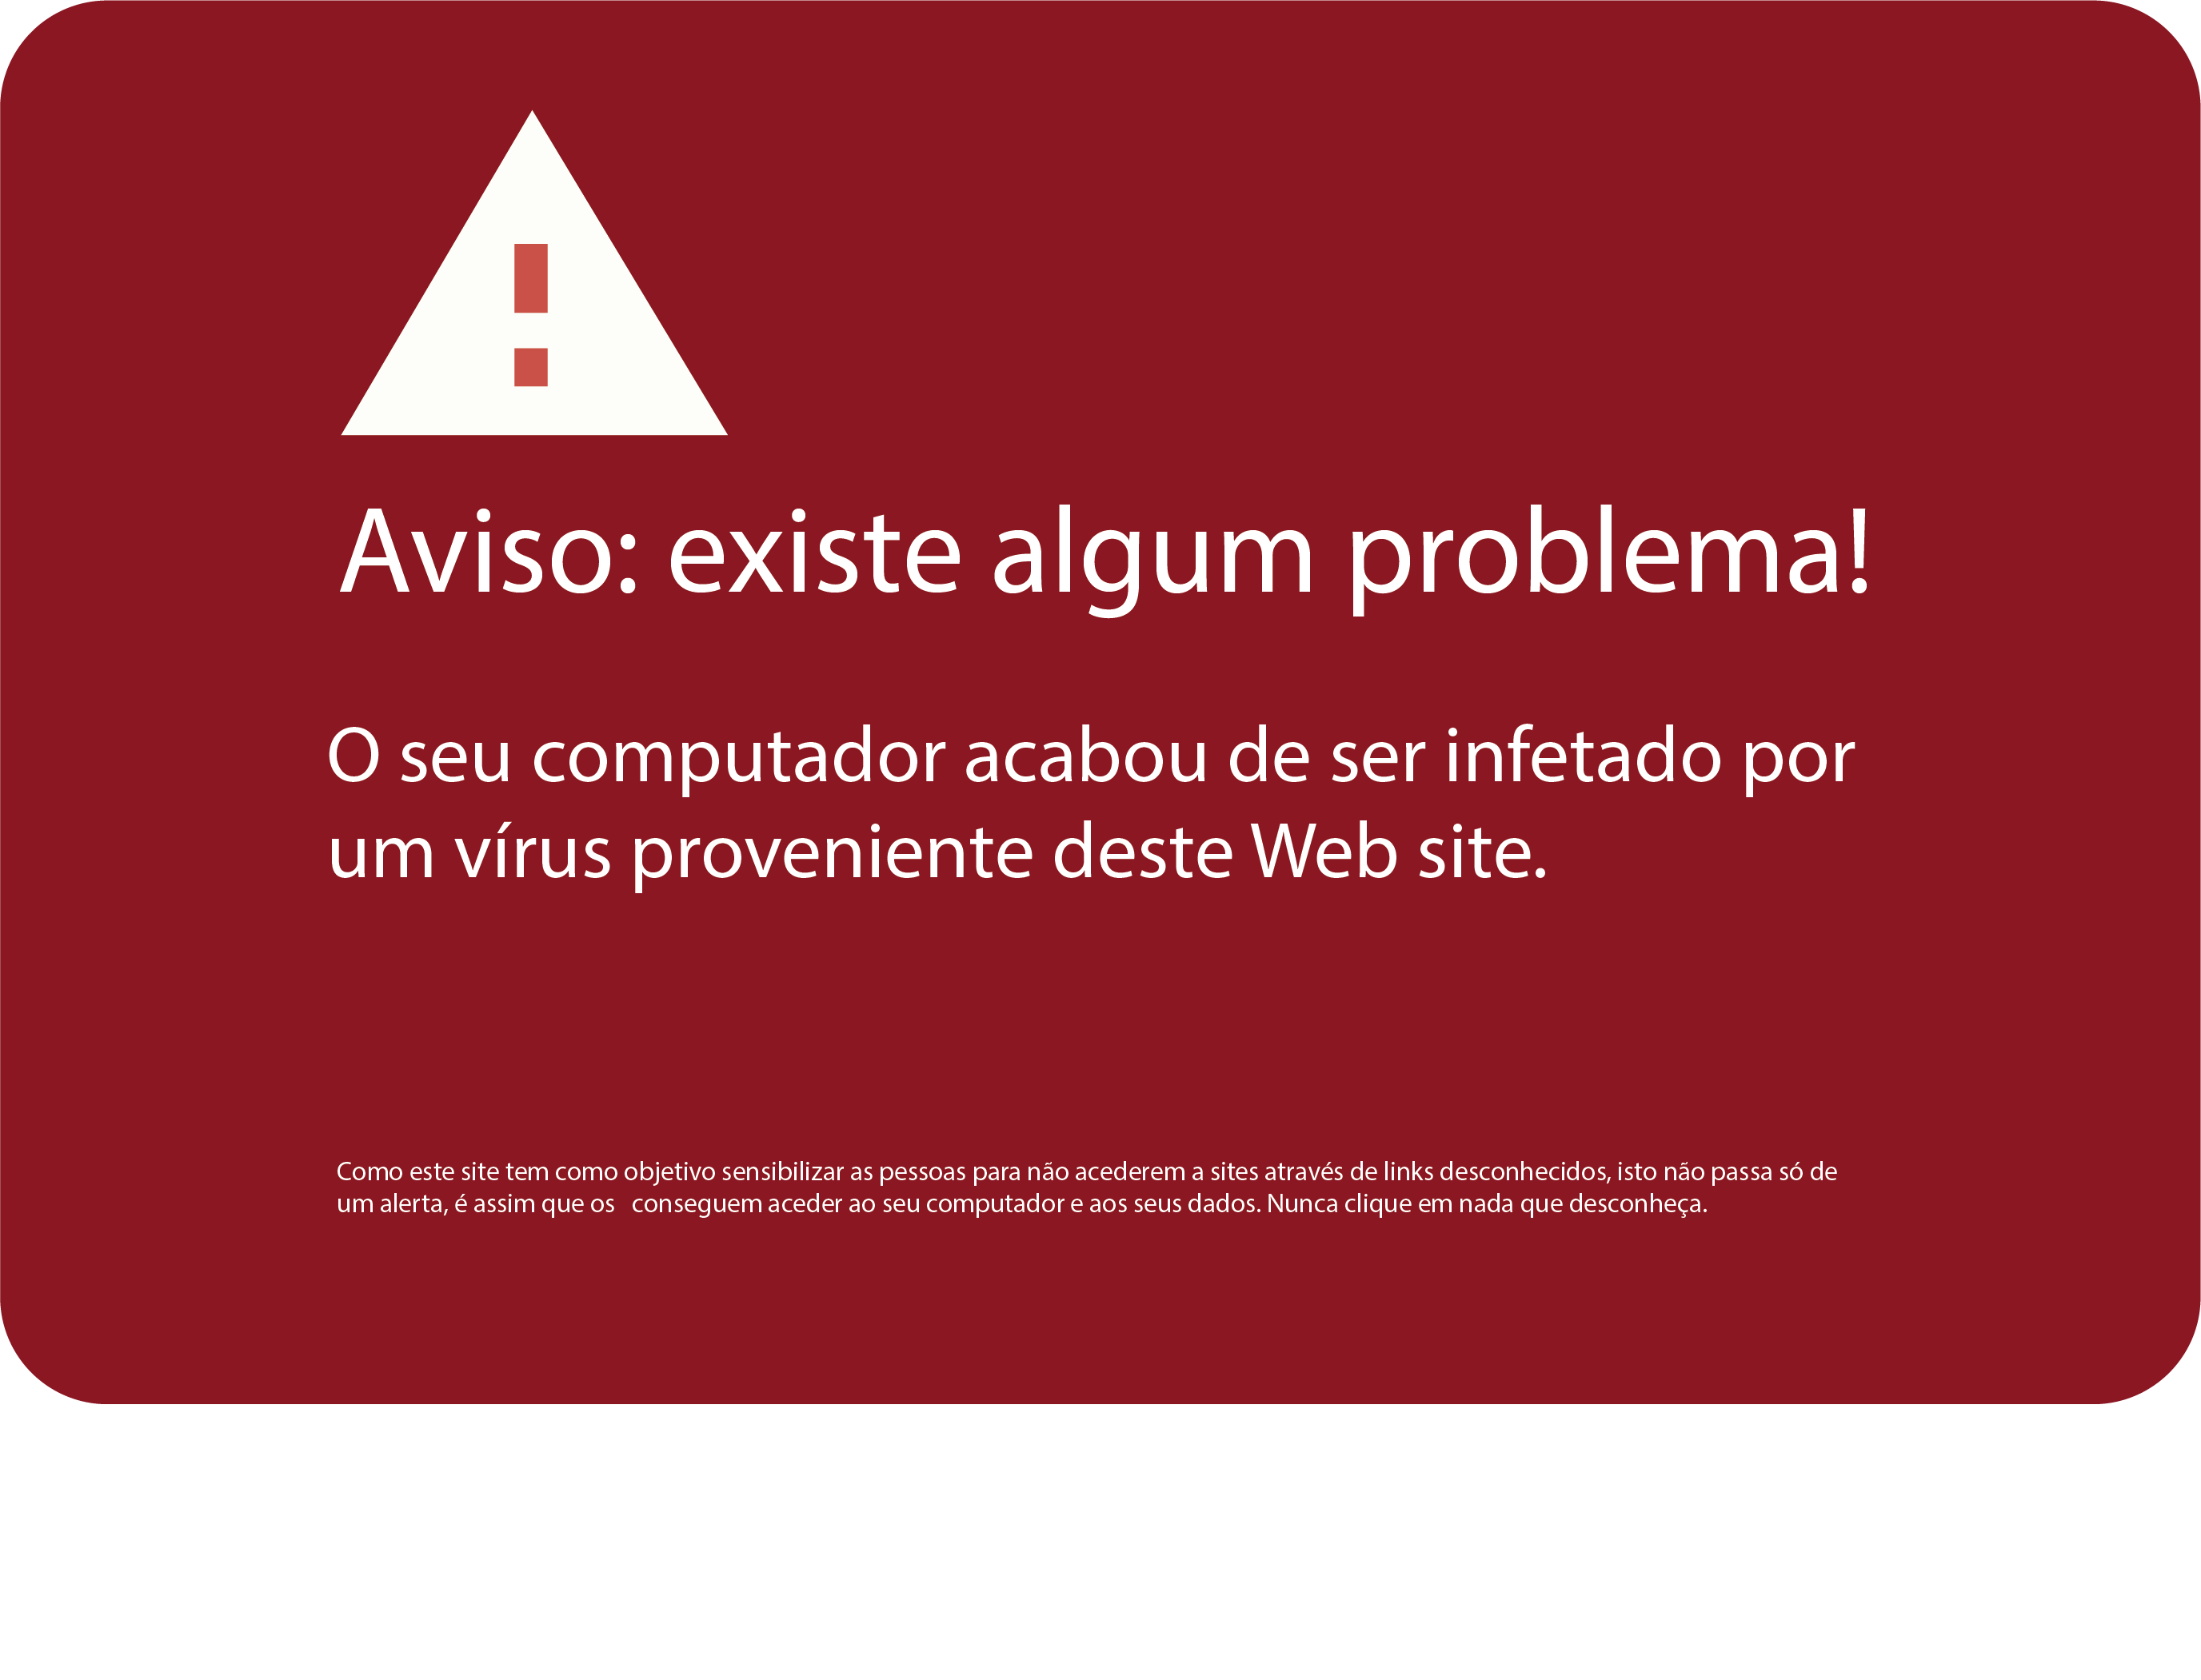 Aviso: existe algum problema!
O seu computador acabou de ser infetado por
um vírus proveniente deste Web site.
Como este site tem como objetivo sensibilizar as pessoas para não acederem a sites através de links desconhecidos, isto não passa só de
um alerta, é assim que os conseguem aceder ao seu computador e aos seus dados. Nunca clique em nada que desconheça.